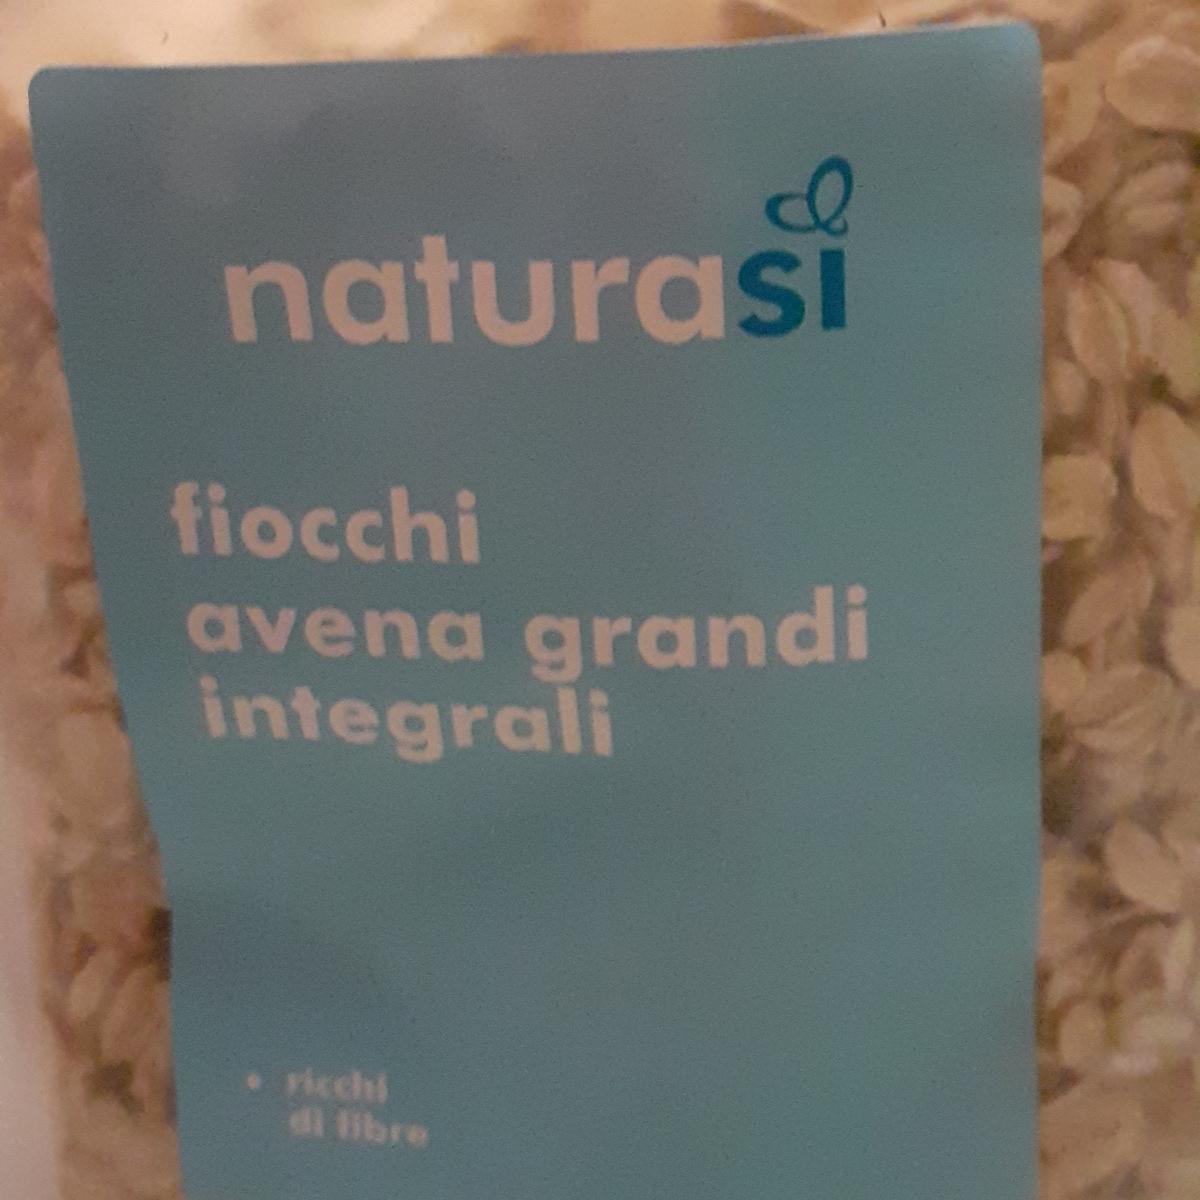 naturasì
fiocchi
avena grandi
integrali
• ricchi
di fibre